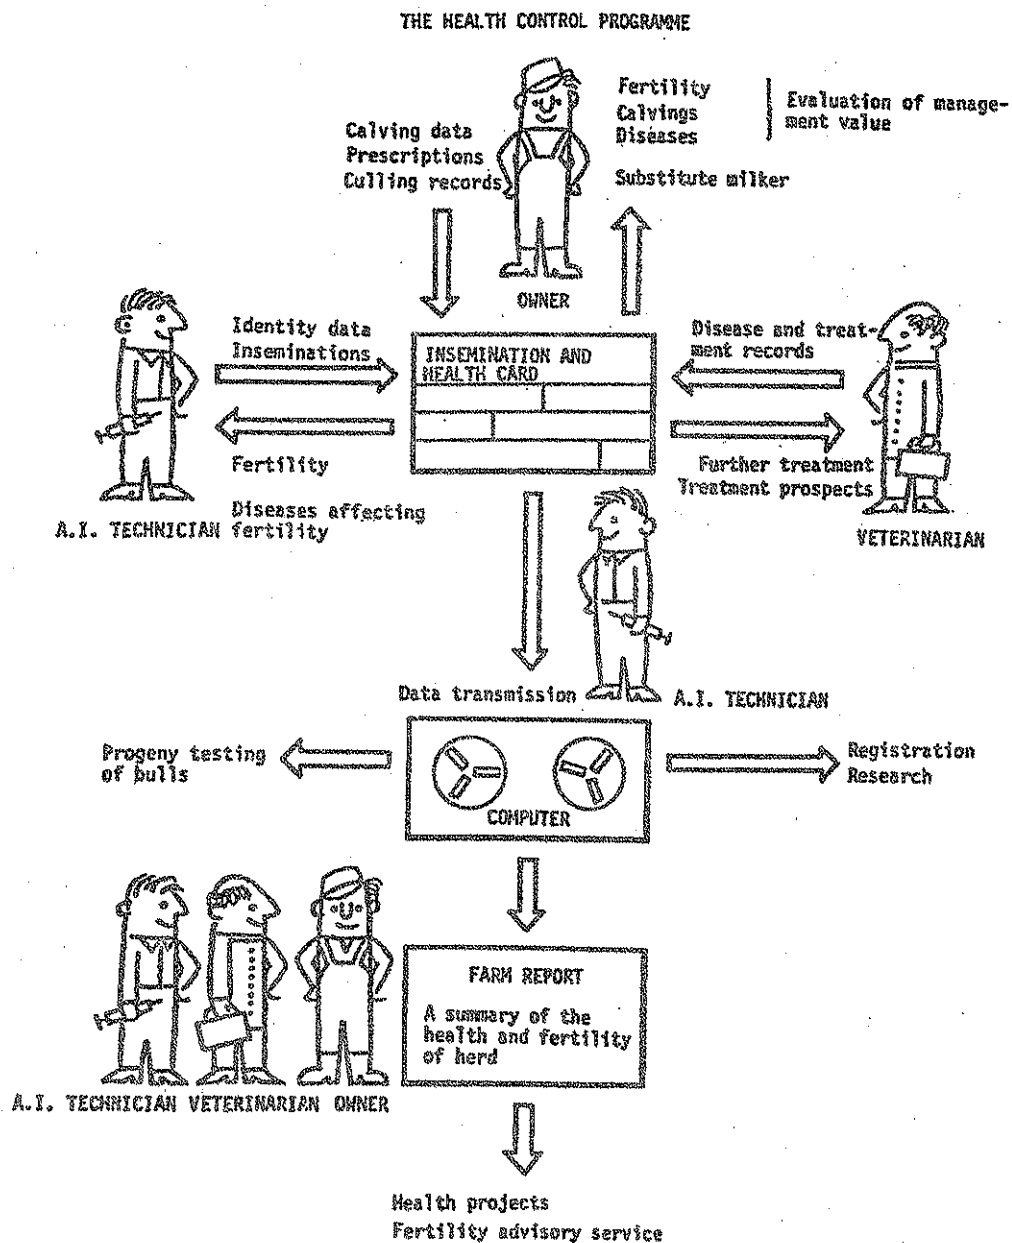 THE HEALTH CONTROL PROGRAMME
Fertility
Calvings
Diseases
Evaluation of manage-
ment value
Calving data
Prescriptions
Culling records
Substitute milker
OWNER
Identity data
Inseminations
INSEMINATION AND
HEALTH CARD
Disease and treat-
ment records
Fertility
Diseases affecting
fertility
A.I. TECHNICIAN
Further treatment
Treatment prospects
VETERINARIAN
Data transmission
A.I. TECHNICIAN
Progeny testing
of bulls
COMPUTER
Registration
Research
FARM REPORT
A summary of the
health and fertility
of herd
A.I. TECHNICIAN VETERINARIAN OWNER
Health projects
Fertility advisory service